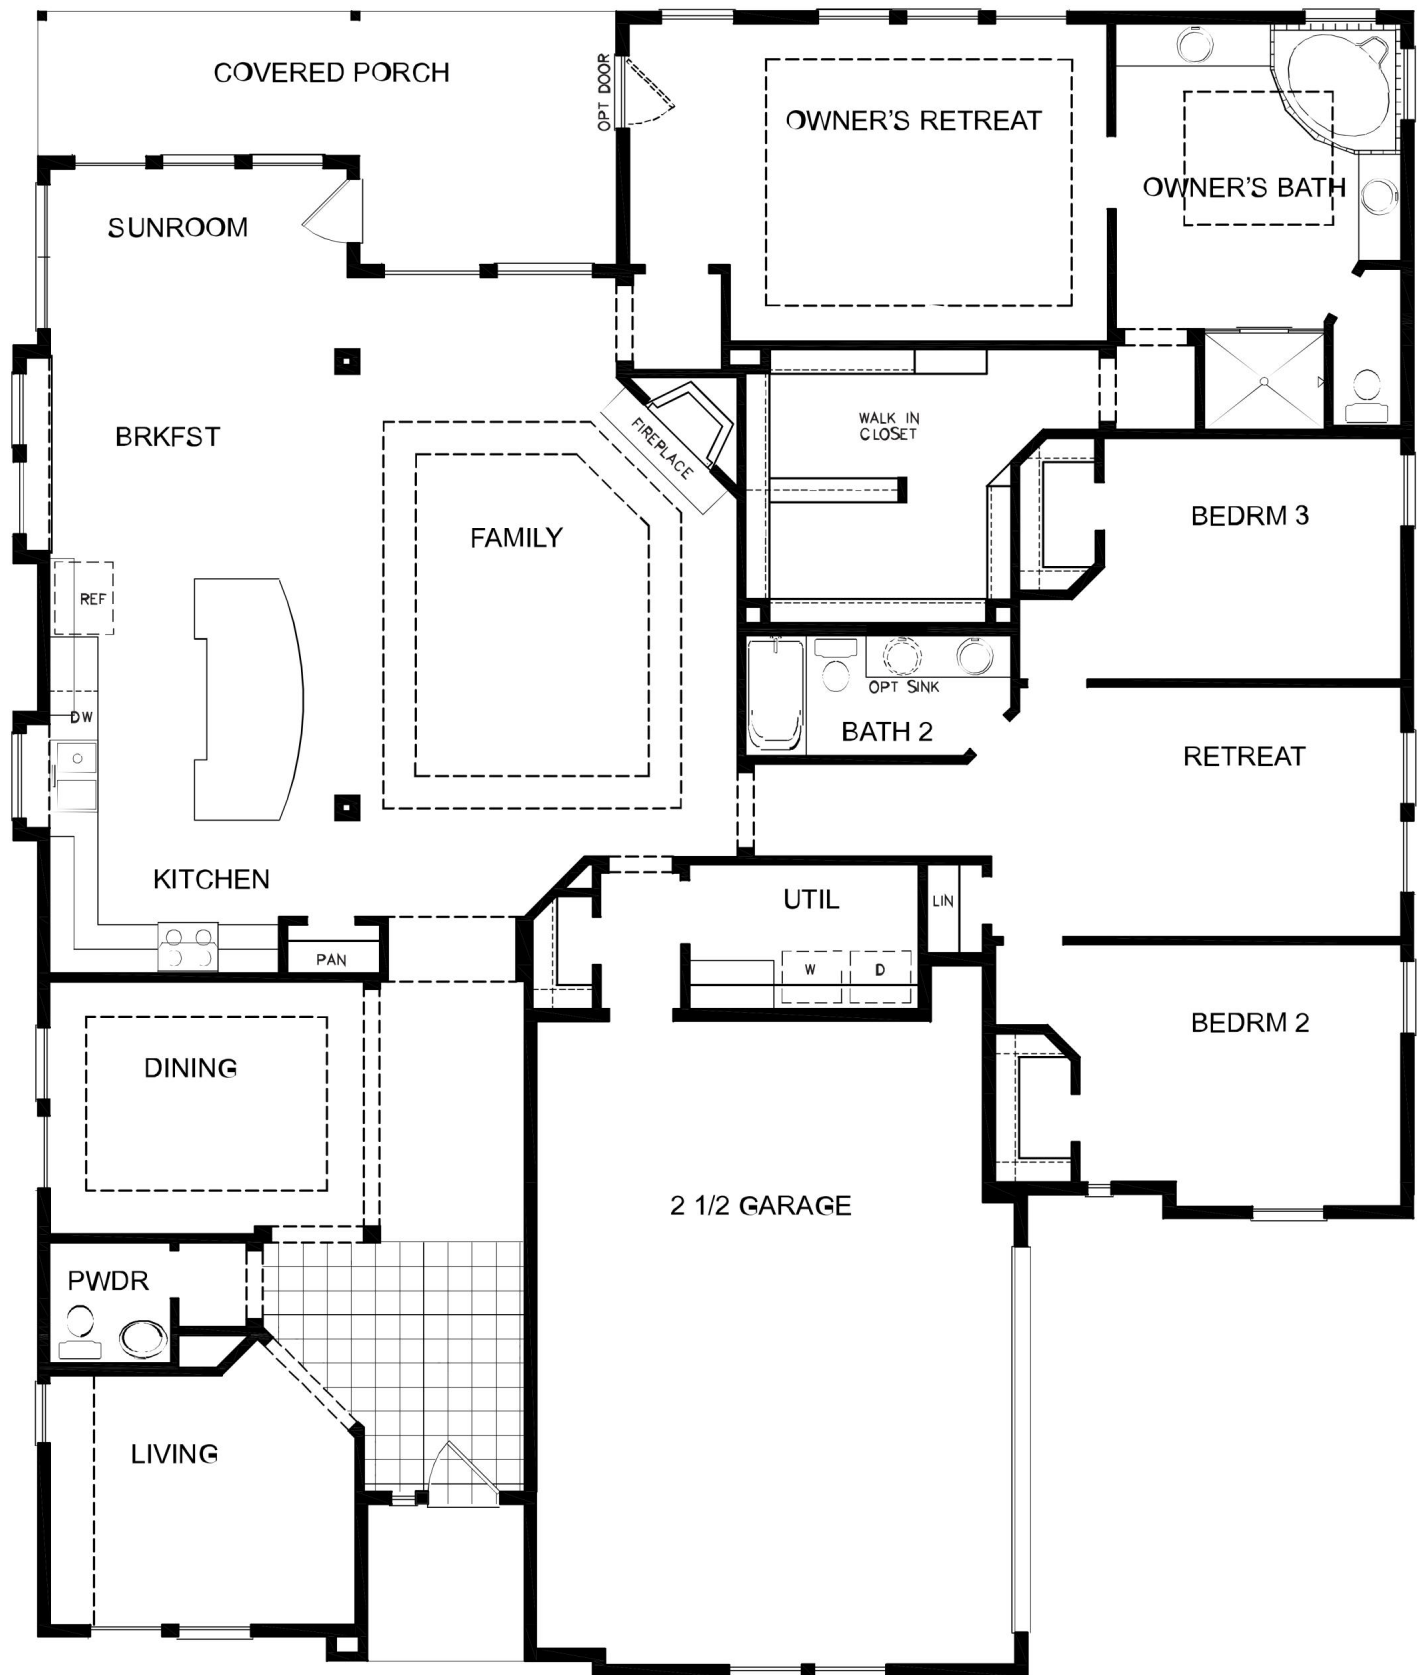 COVERED PORCH
OPT DOOR
OWNER'S RETREAT
OWNER'S BATH
SUNROOM
BRKFST
WALK IN
CLOSET
FIREPLACE
FAMILY
BEDRM 3
REF
OPT SINK
DW
BATH 2
RETREAT
KITCHEN
UTIL
LIN
PAN
W
D
DINING
BEDRM 2
2 1/2 GARAGE
PWDR
LIVING